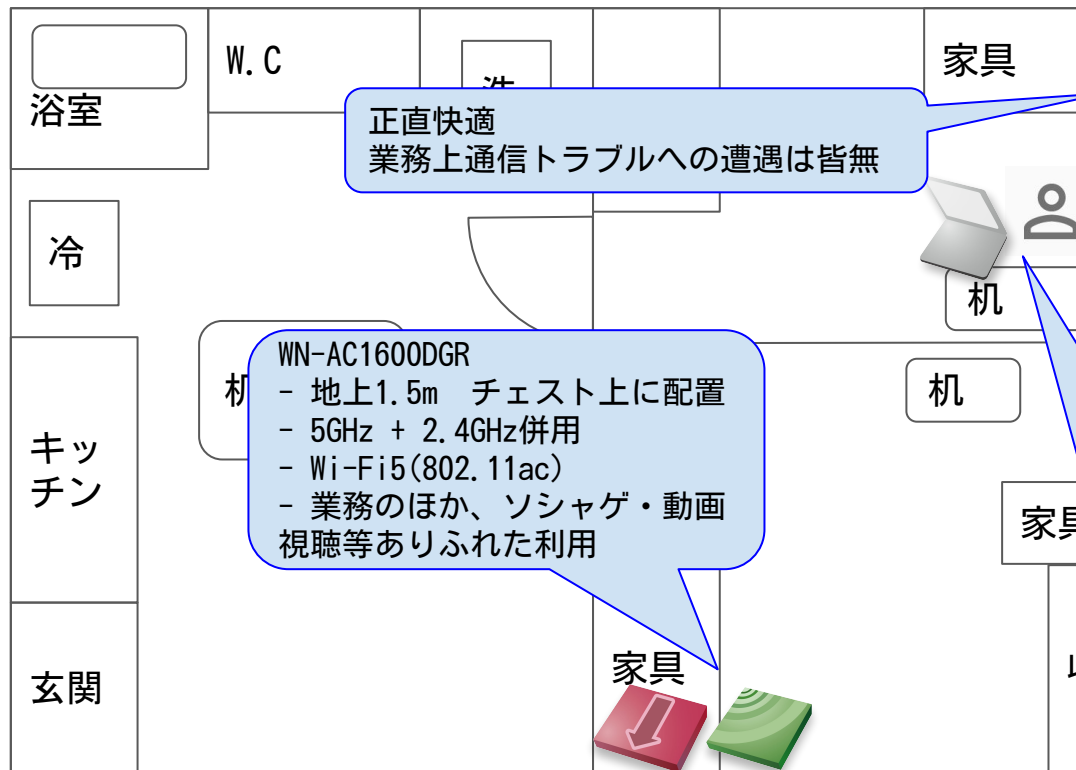 W.C
家具
浴室
正直快適
業務上通信トラブルへの遭遇は皆無
冷
机
WN-AC1600DGR
- 地上1.5m　チェスト上に配置
- 5GHz + 2.4GHz併用
- Wi-Fi5(802.11ac)
- 業務のほか、ソシャゲ・動画
視聴等ありふれた利用
机
机
キッ
チン
家具
家具
玄関